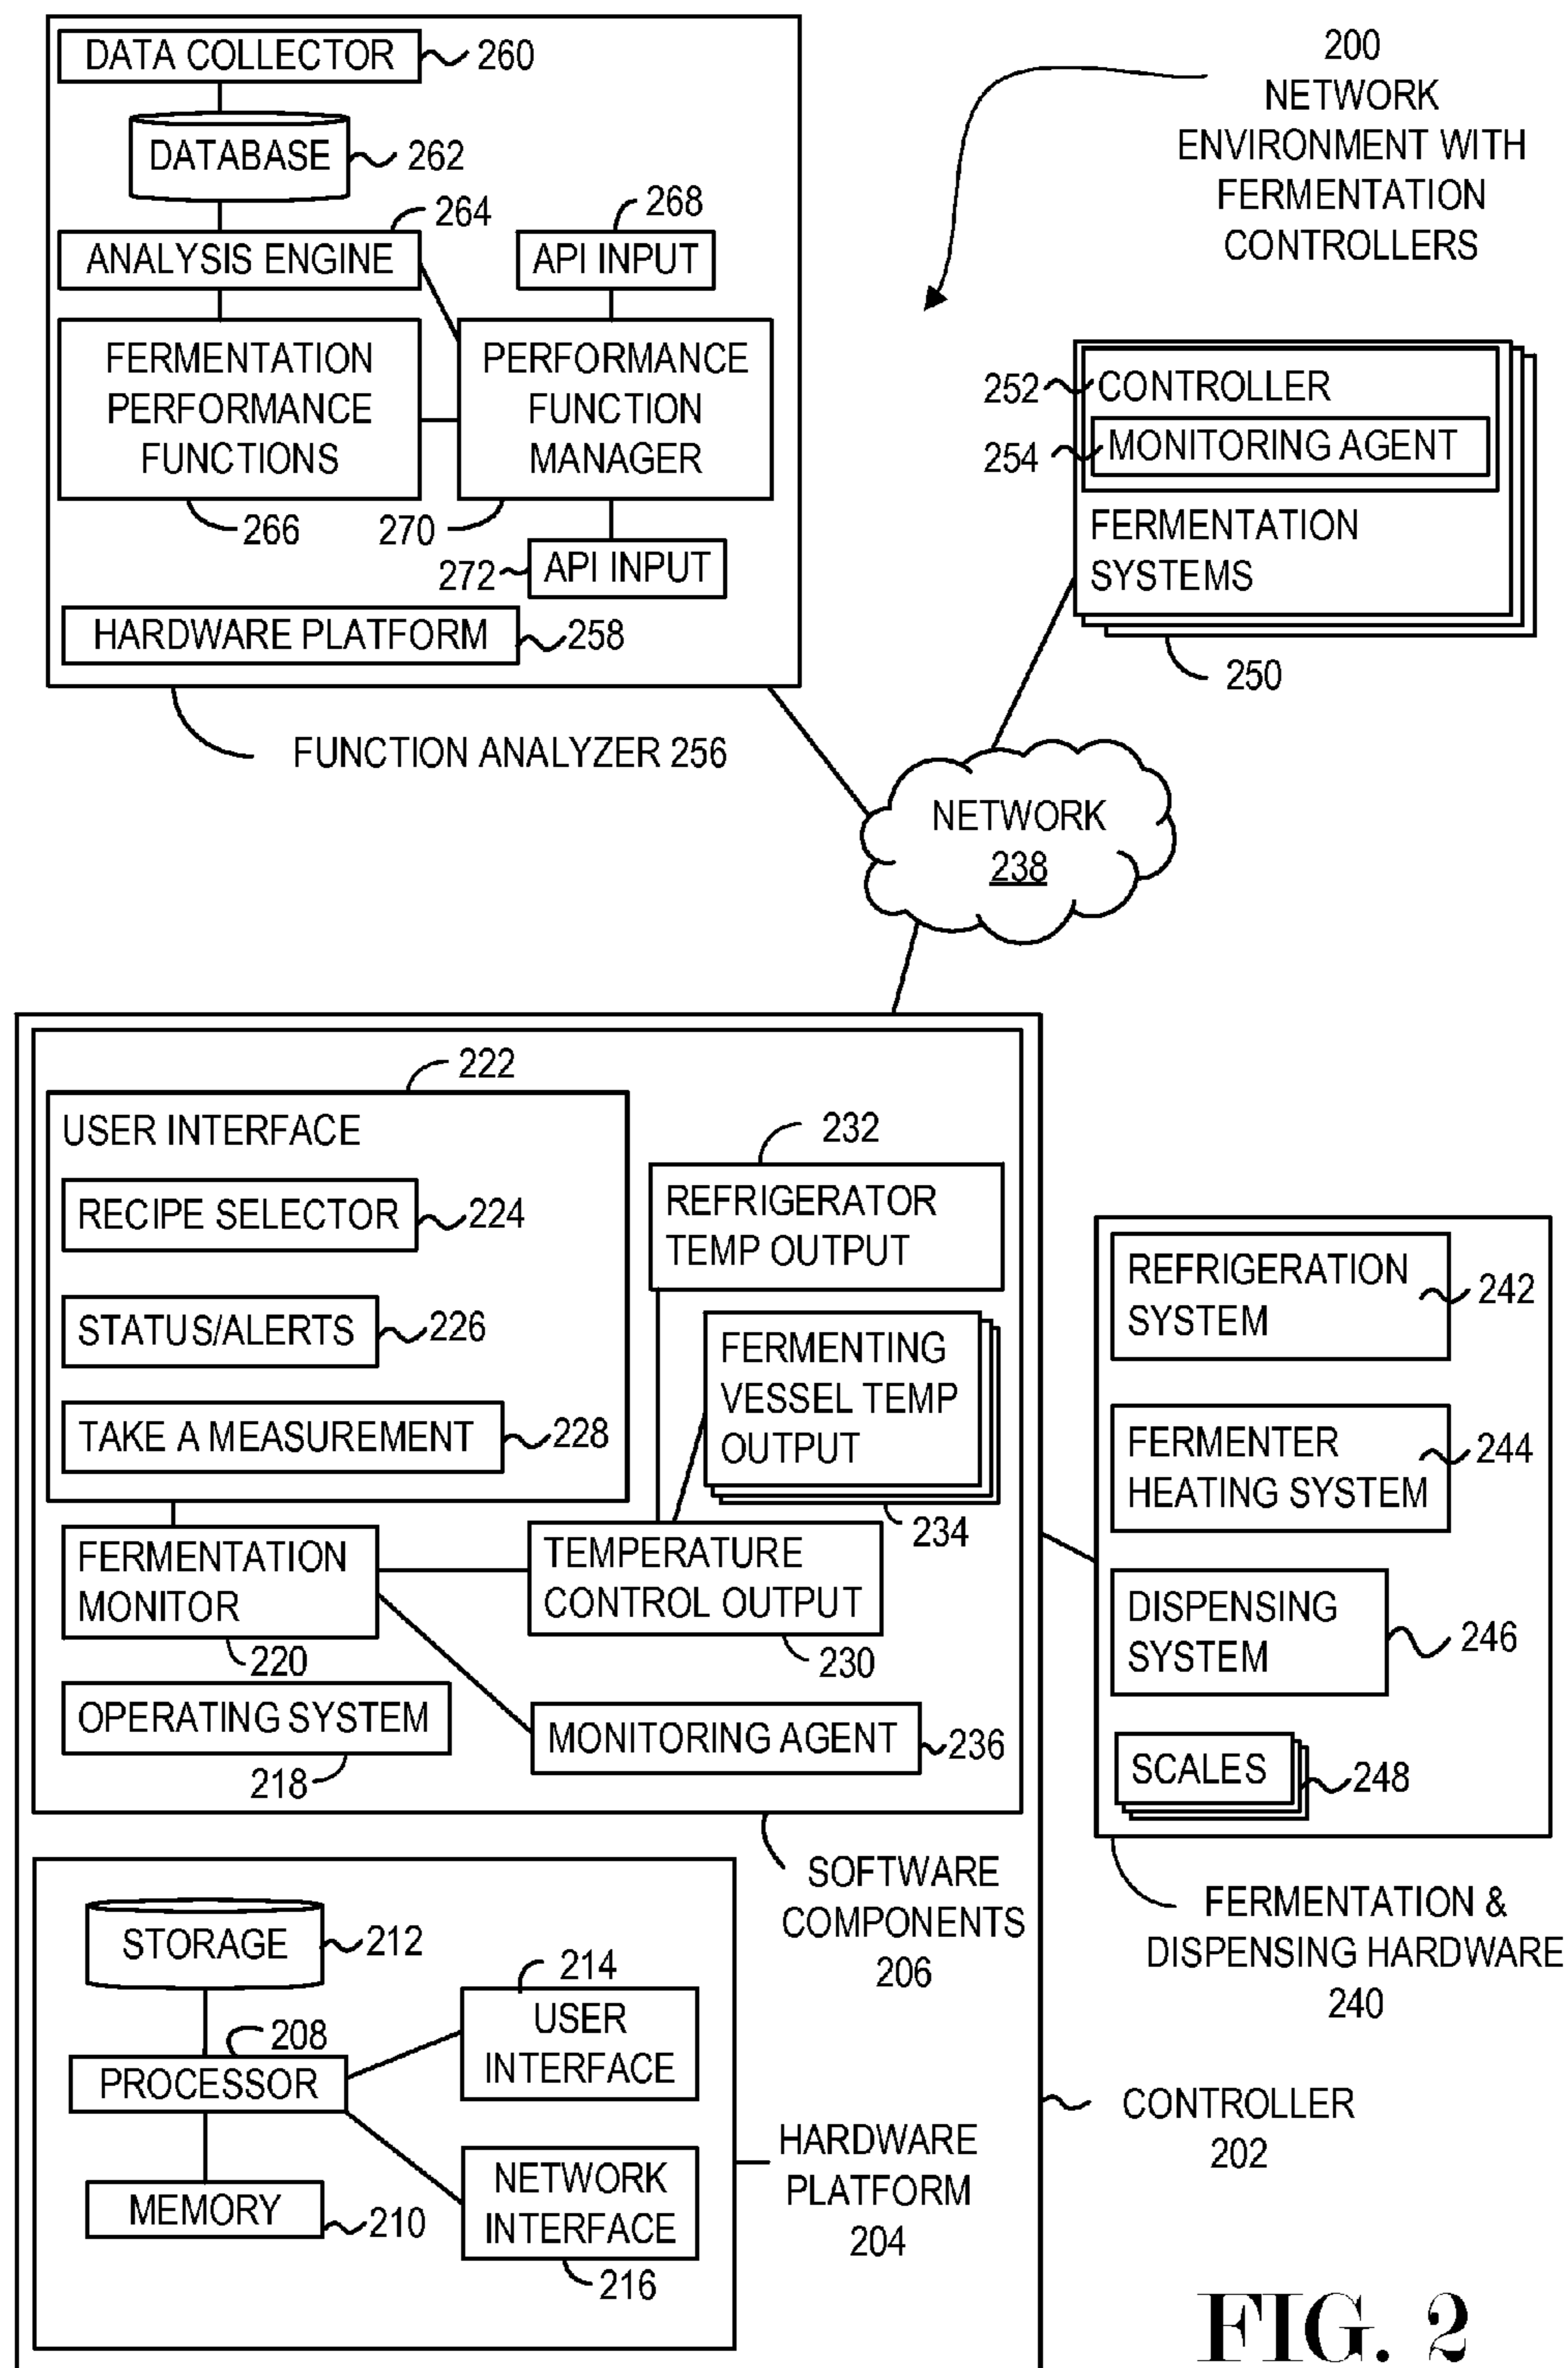 200
NETWORK
ENVIRONMENT WITH
FERMENTATION
CONTROLLERS
DATA COLLECTOR
260
DATABASE
262
264
ANALYSIS ENGINE
268
API INPUT
FERMENTATION
PERFORMANCE
FUNCTIONS
266
PERFORMANCE
FUNCTION
MANAGER
270
272
API INPUT
HARDWARE PLATFORM
258
FUNCTION ANALYZER 256
252
CONTROLLER
254
MONITORING AGENT
FERMENTATION
SYSTEMS
250
NETWORK
238
222
USER INTERFACE
RECIPE SELECTOR
224
STATUS/ALERTS
226
TAKE A MEASUREMENT
228
232
REFRIGERATOR
TEMP OUTPUT
FERMENTING
VESSEL TEMP
OUTPUT
234
FERMENTATION
MONITOR
220
TEMPERATURE
CONTROL OUTPUT
230
OPERATING SYSTEM
218
MONITORING AGENT
236
SOFTWARE
COMPONENTS
206
REFRIGERATION
SYSTEM
242
FERMENTER
HEATING SYSTEM
244
DISPENSING
SYSTEM
246
SCALES
248
FERMENTATION &
DISPENSING HARDWARE
240
STORAGE
212
208
PROCESSOR
MEMORY
210
214
USER
INTERFACE
NETWORK
INTERFACE
216
HARDWARE
PLATFORM
204
CONTROLLER
202
FIG. 2